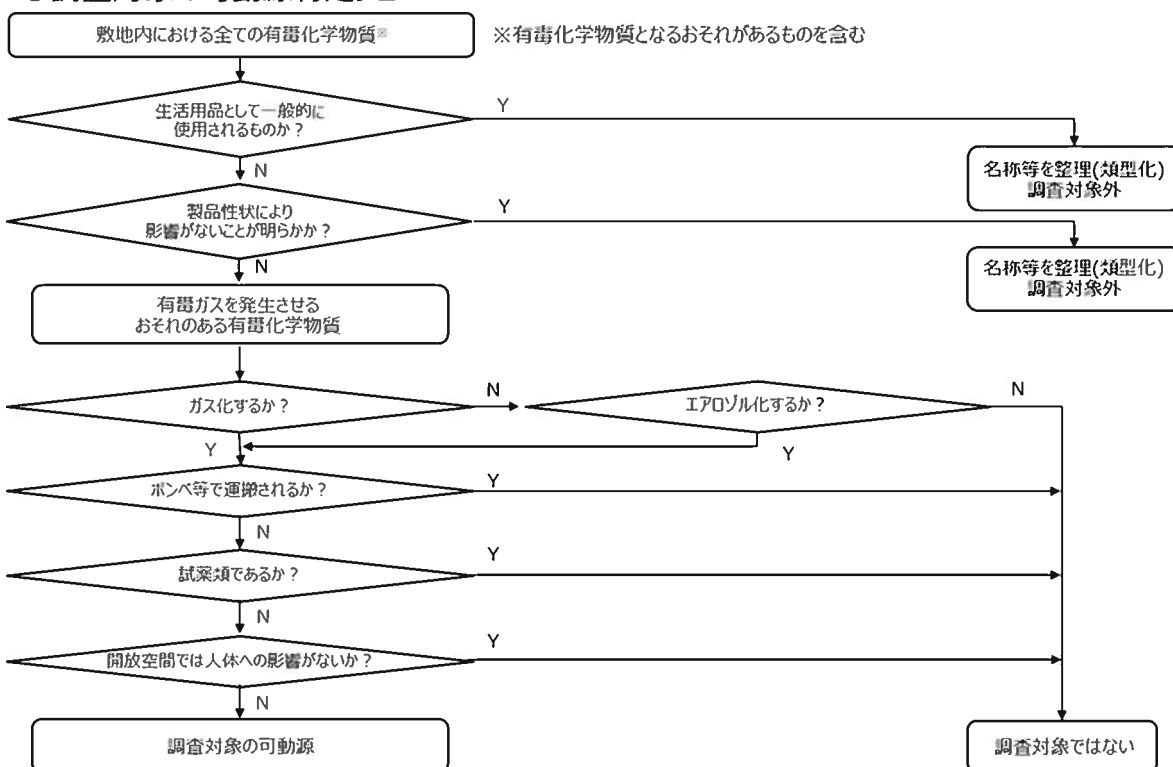 敷地内における全ての有毒化学物質※
※有毒化学物質となるおそれがあるものを含む
生活用品として一般的に
使用されるものか？
Y
N
名称等を整理(類型化)
調査対象外
製品性状により
影響がないことが明らかか？
Y
N
名称等を整理(類型化)
調査対象外
有毒ガスを発生させる
おそれのある有毒化学物質
ガス化するか？
N
エアロゾル化するか？
N
Y
Y
ボンベ等で運搬されるか？
Y
N
試薬類であるか？
Y
N
開放空間では人体への影響がないか？
Y
N
調査対象の可動源
調査対象ではない